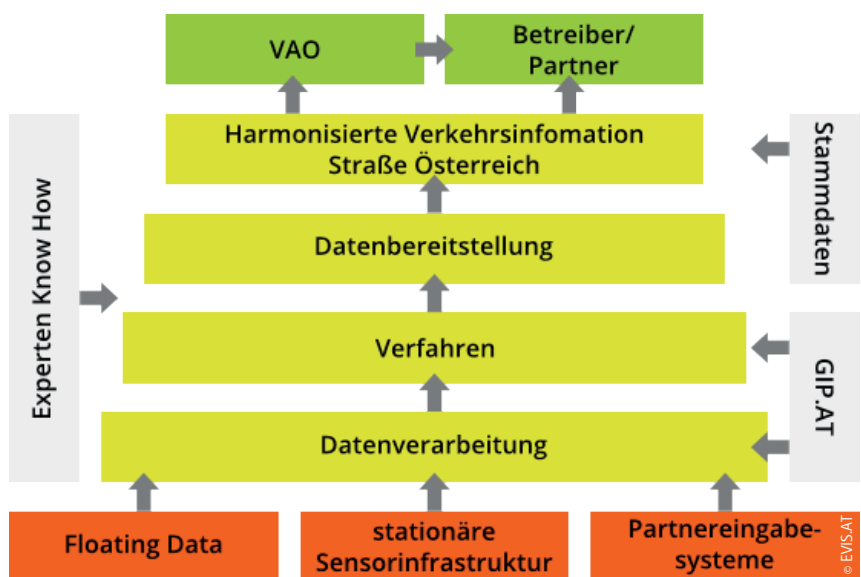 VAO
Betreiber/
Partner
Harmonisierte Verkehrsinfomation
Straße Österreich
Experten Know How
Stammdaten
Datenbereitstellung
Verfahren
GIP.AT
Datenverarbeitung
Floating Data
stationäre
Sensorinfrastruktur
Partnereingabe-
systeme
© EVIS.AT